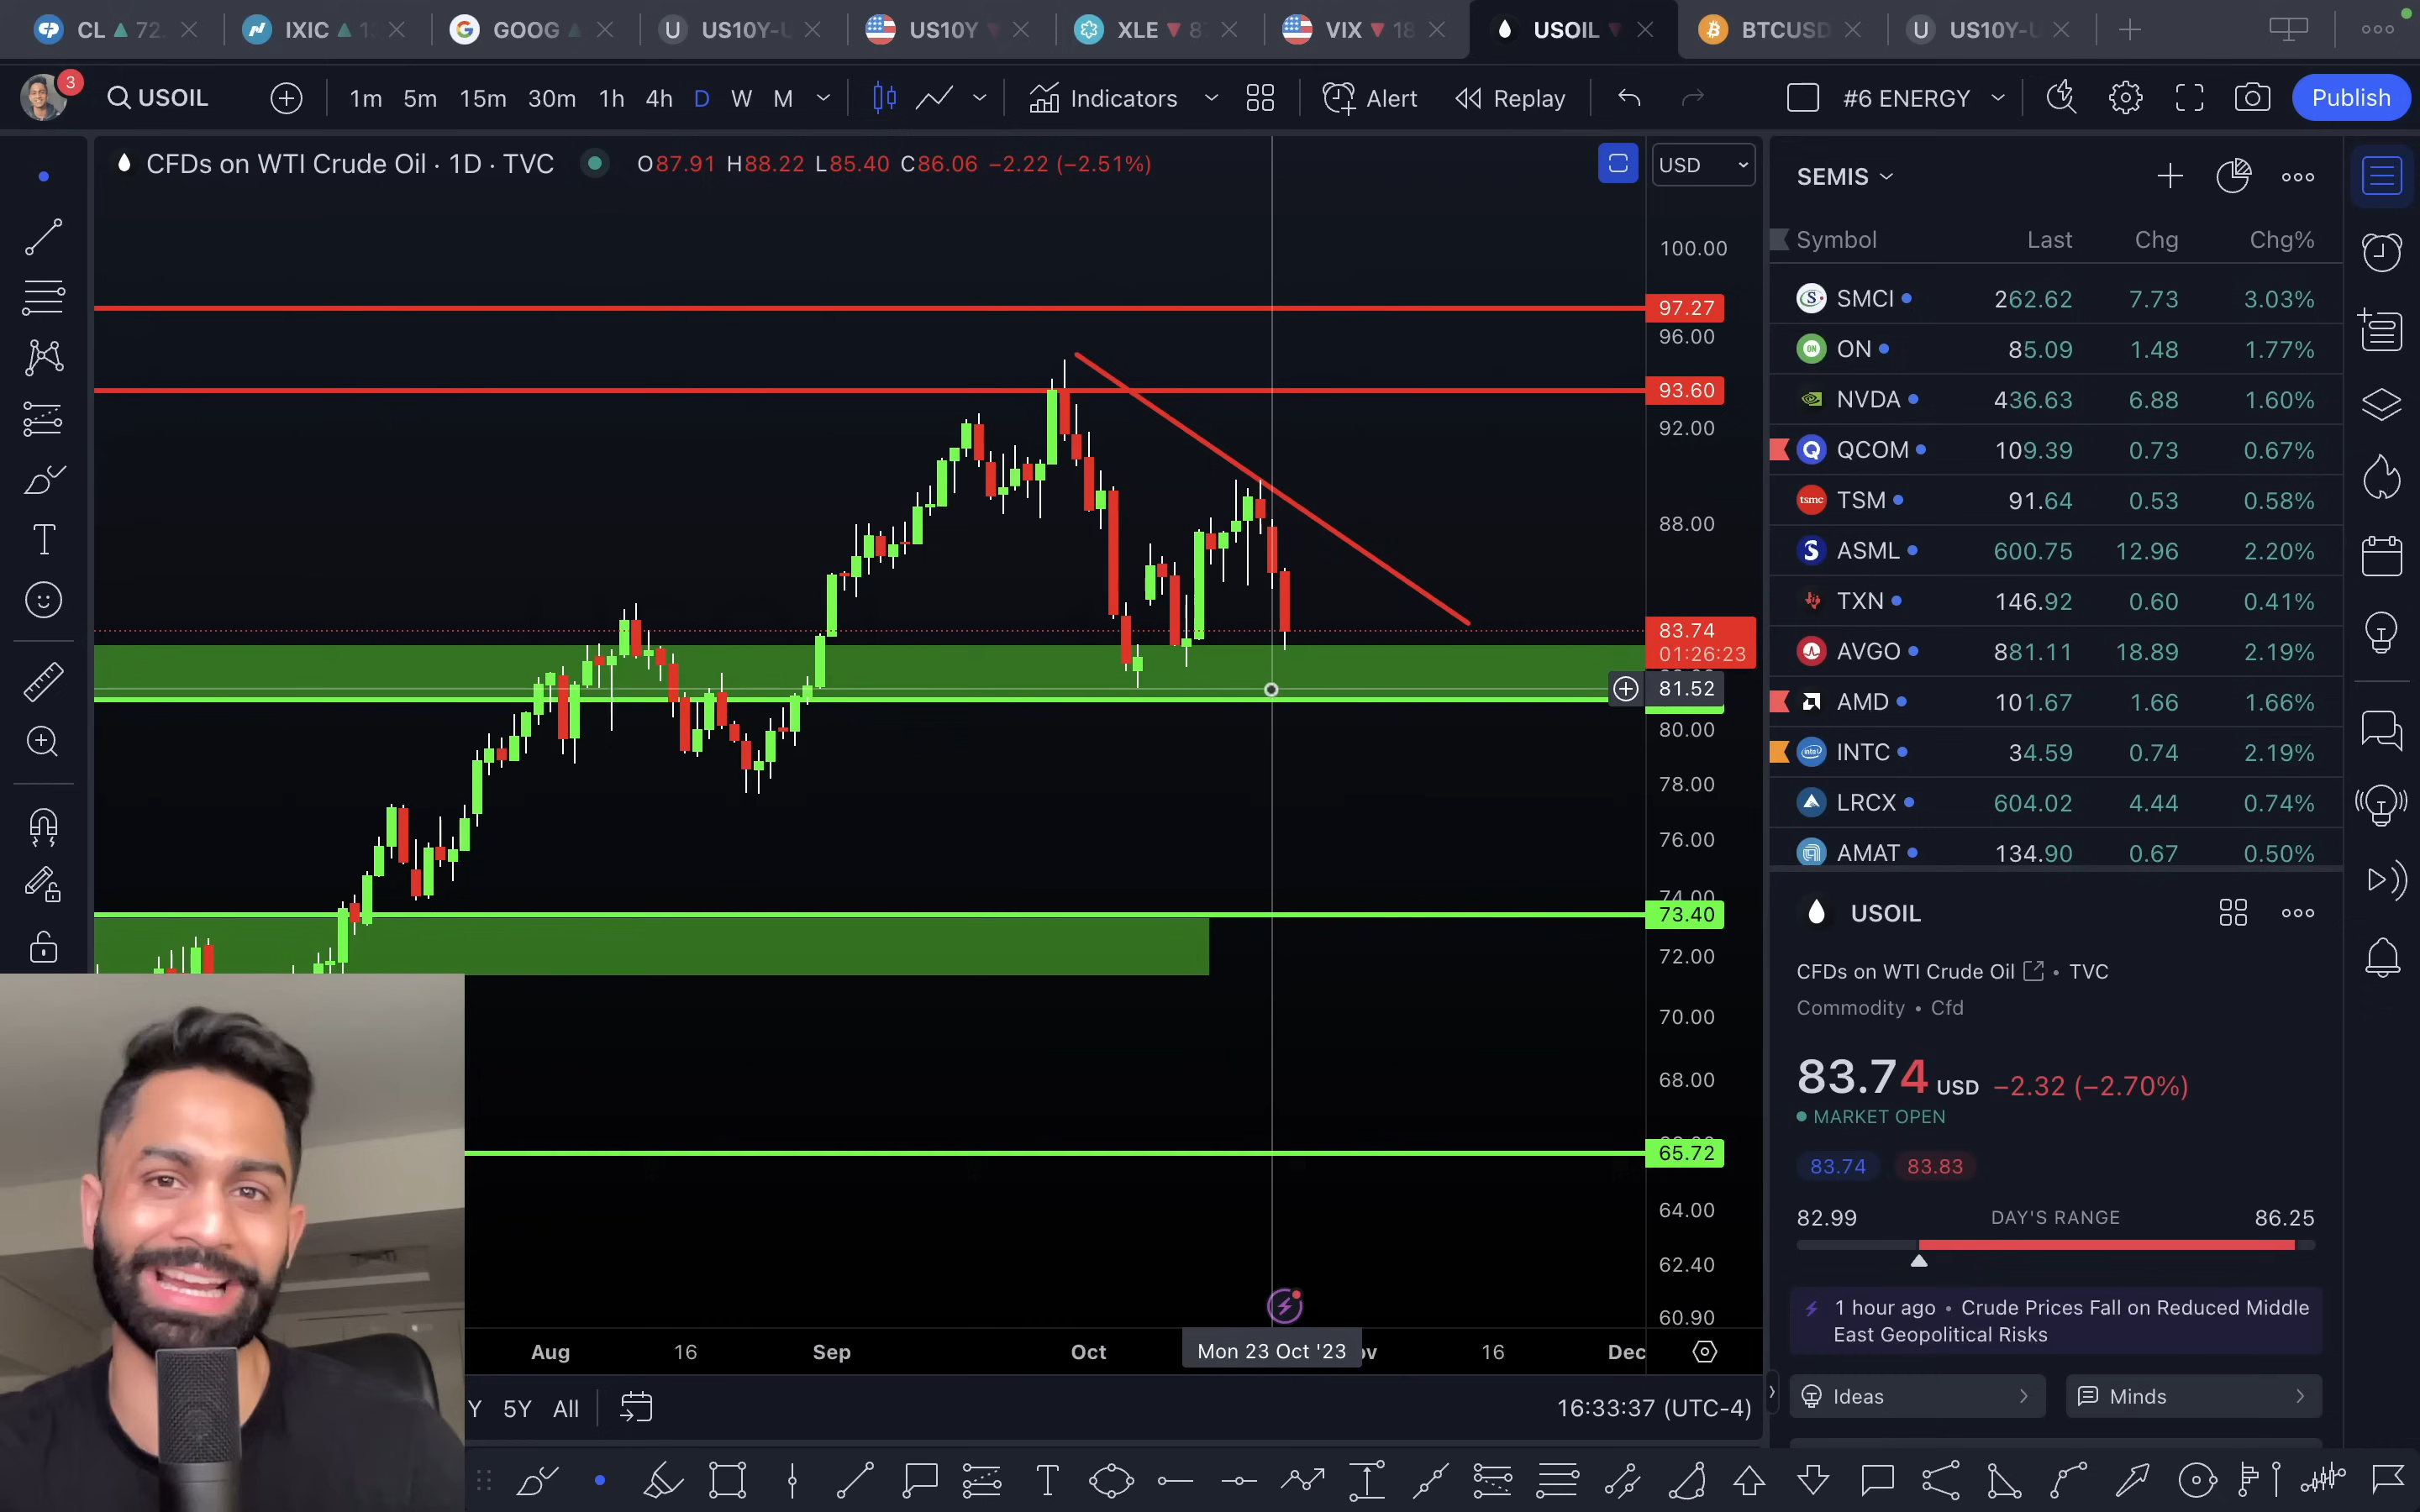 CL 72. IXIC 1 GOOG U US10Y-U US10Y XLE 8 VIX 18 USOIL BTCUSD U US10Y-U
3 USOIL 1m 5m 15m 30m 1h 4h D W M Indicators Alert Replay #6 ENERGY Publish
CFDs on WTI Crude Oil · 1D · TVC O87.91 H88.22 L85.40 C86.06 −2.22 (−2.51%) USD
100.00
97.27
96.00
93.60
92.00
88.00
83.74
01:26:23
81.52
80.00
78.00
76.00
74.00
73.40
72.00
70.00
68.00
65.72
64.00
62.40
60.90
Aug 16 Sep Oct Mon 23 Oct '23 16 Dec
Y 5Y All 16:33:37 (UTC-4)
SEMIS
Symbol Last Chg Chg%
SMCI 262.62 7.73 3.03%
ON 85.09 1.48 1.77%
NVDA 436.63 6.88 1.60%
QCOM 109.39 0.73 0.67%
tsmc TSM 91.64 0.53 0.58%
ASML 600.75 12.96 2.20%
TXN 146.92 0.60 0.41%
AVGO 881.11 18.89 2.19%
AMD 101.67 1.66 1.66%
intel INTC 34.59 0.74 2.19%
LRCX 604.02 4.44 0.74%
AMAT 134.90 0.67 0.50%
USOIL
CFDs on WTI Crude Oil • TVC
Commodity • Cfd
83.74 USD −2.32 (−2.70%)
MARKET OPEN
83.74 83.83
82.99 DAY'S RANGE 86.25
1 hour ago • Crude Prices Fall on Reduced Middle
East Geopolitical Risks
Ideas Minds